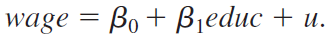 wage = β₀ + β₁educ + u.